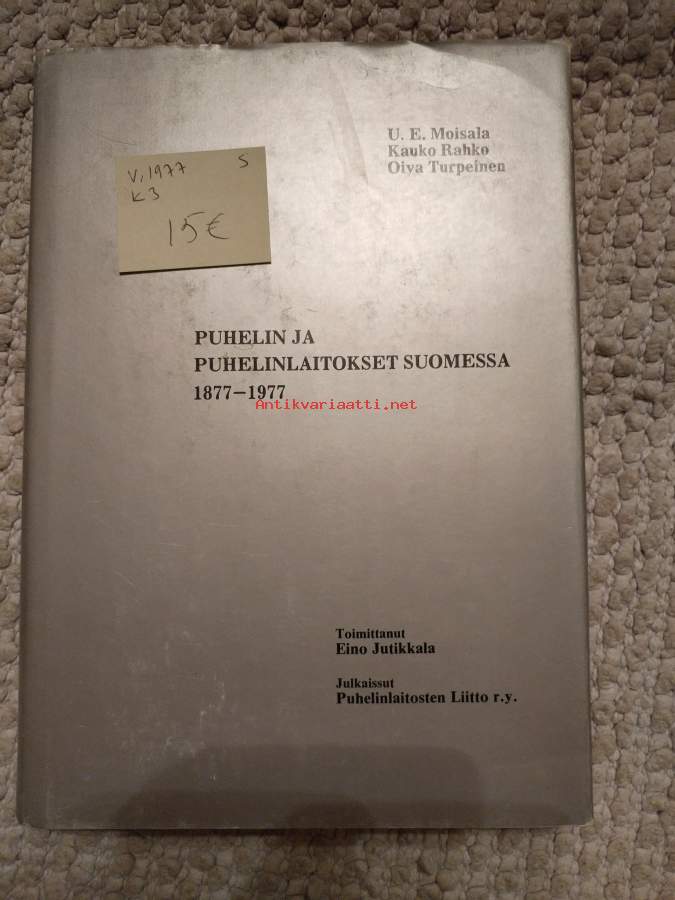 U. E. Moisala
Kauko Rahko
Oiva Turpeinen
V. 1977 S
K3
15€
PUHELIN JA
PUHELINLAITOKSET SUOMESSA
1877–1977
Antikvariaatti.net
Toimittanut
Eino Jutikkala
Julkaissut
Puhelinlaitosten Liitto r.y.